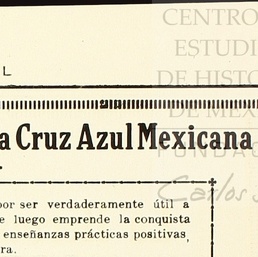 CENTRO
ESTUDI
DE HISTO
DE MÉX
FUNDAC
Carlos S
L
a Cruz Azul Mexicana
por ser verdaderamente útil a
e luego emprende la conquista
enseñanzas prácticas positivas,
ra.